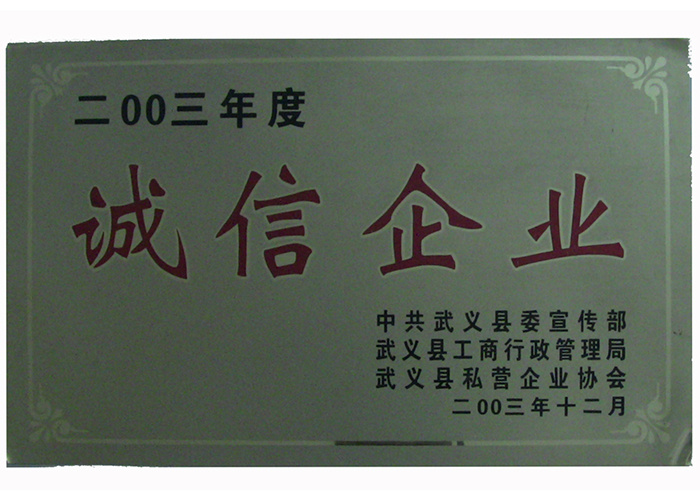 二00三年度
诚信企业
中共武义县委宣传部
武义县工商行政管理局
武义县私营企业协会
二00三年十二月